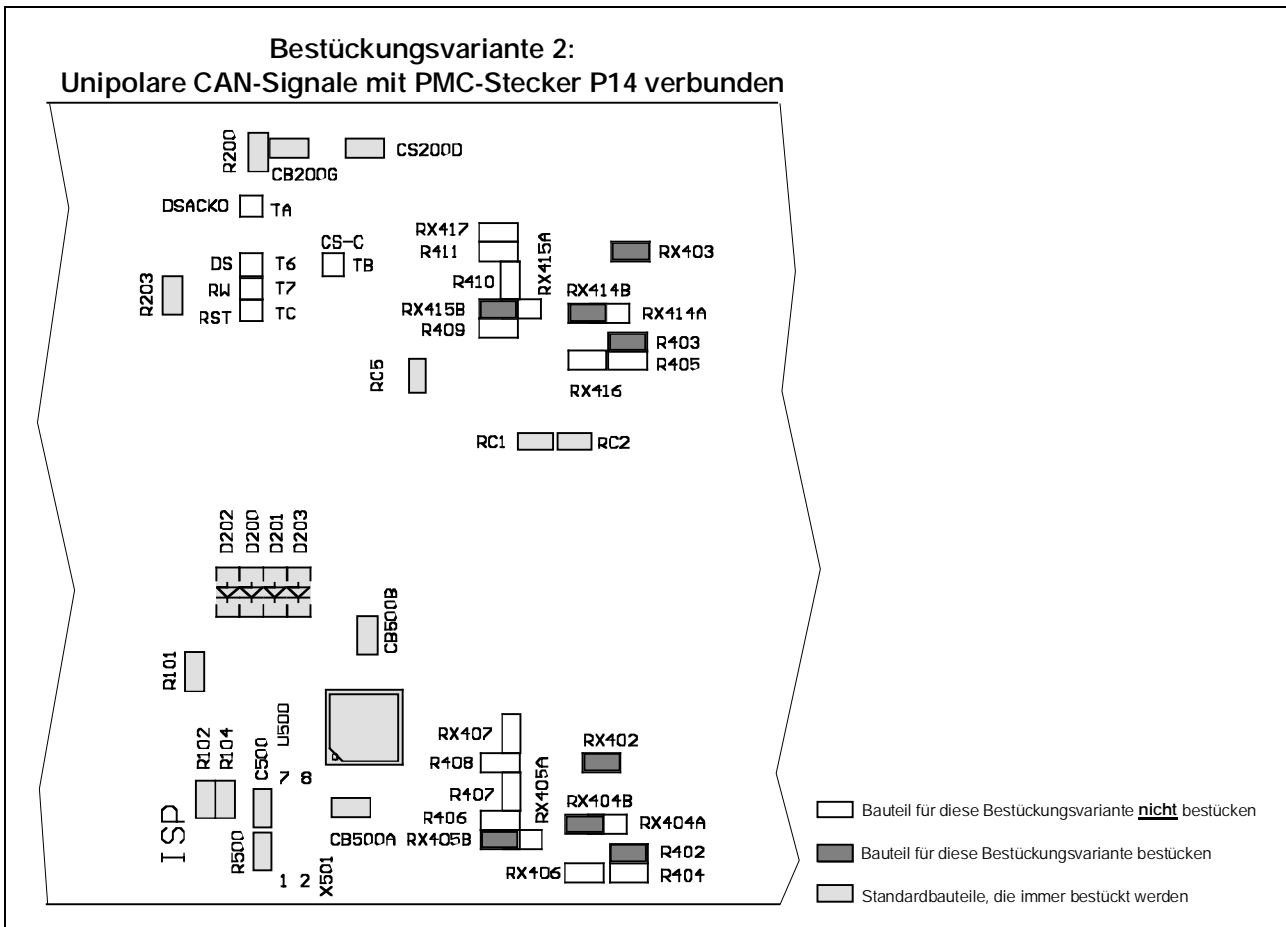 Bestückungsvariante 2:
Unipolare CAN-Signale mit PMC-Stecker P14 verbunden
R200
CB200G
CS200D
DSACK0
TA
CS-C
TB
DS
T6
RW
T7
RST
TC
R203
RX417
R411
R410
RX415A
RX415B
R409
RX403
RX414B
RX414A
R403
R405
RX416
RC5
RC1
RC2
D202
D200
D201
D203
CB500B
R101
U500
R102
R104
C500
7 8
ISP
R500
1 2
X501
CB500A
RX407
R408
R407
R406
RX405A
RX405B
RX402
RX404B
RX404A
R402
R404
RX406
Bauteil für diese Bestückungsvariante nicht bestücken
Bauteil für diese Bestückungsvariante bestücken
Standardbauteile, die immer bestückt werden